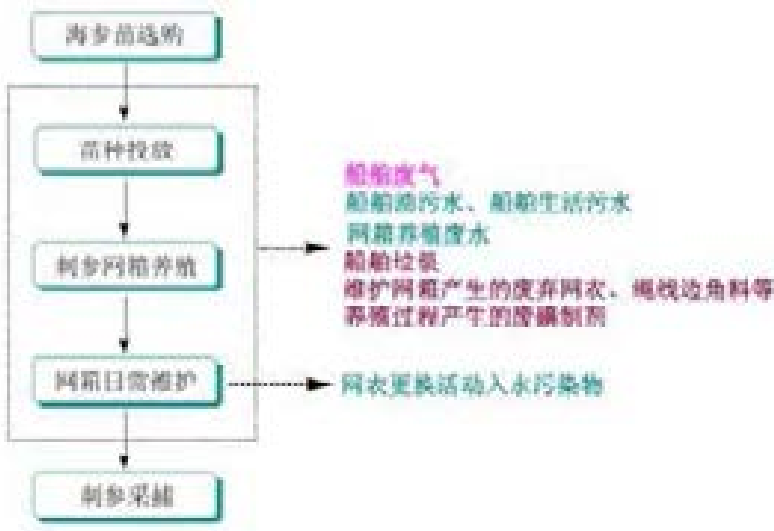 海参苗选购
苗种投放
刺参网箱养殖
网箱日常维护
刺参采捕
船舶废气
船舶油污水、船舶生活污水
网箱养殖废水
船舶垃圾
维护网箱产生的废弃网衣、绳线边角料等
养殖过程产生的废 制剂
网衣更换活动入水污染物